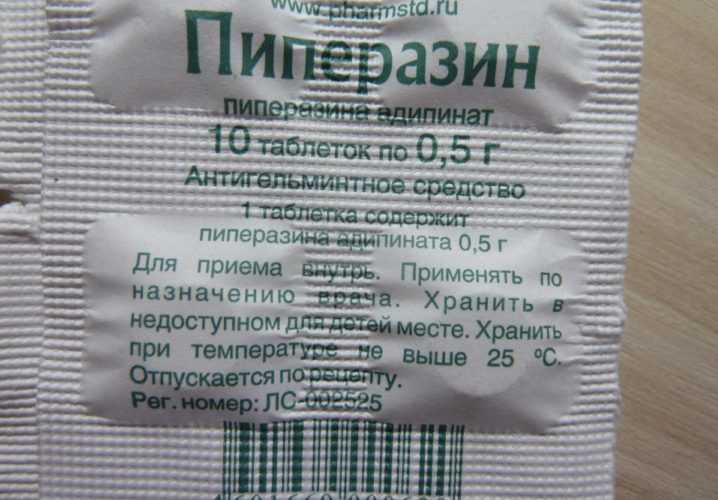 www.pharmstd.ru
Пиперазин
пиперазина адипинат
10 таблеток по 0,5 г
Антигельминтное средство
1 таблетка содержит
пиперазина адипината 0,5 г
Для приема внутрь. Применять по
назначению врача. Хранить в
недоступном для детей месте. Хранить
при температуре не выше 25 ºС.
Отпускается по рецепту.
Рег. номер: ЛС-002525